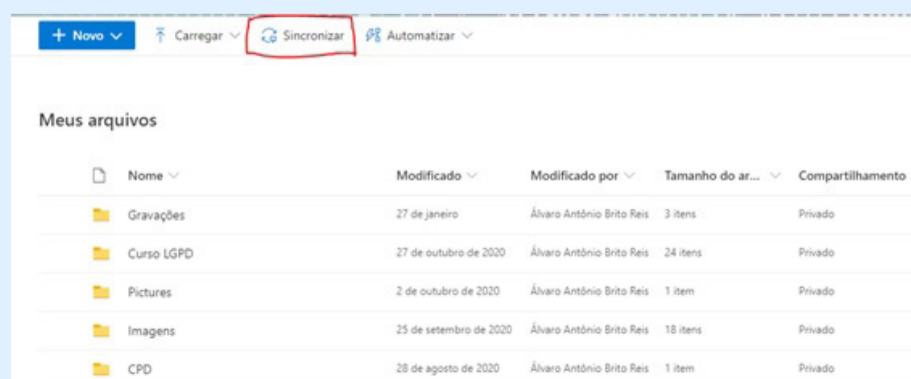 + Novo Carregar Sincronizar Automatizar
Meus arquivos
Nome Modificado Modificado por Tamanho do ar... Compartilhamento
Gravações 27 de janeiro Álvaro Antônio Brito Reis 3 itens Privado
Curso LGPD 27 de outubro de 2020 Álvaro Antônio Brito Reis 24 itens Privado
Pictures 2 de outubro de 2020 Álvaro Antônio Brito Reis 1 item Privado
Imagens 25 de setembro de 2020 Álvaro Antônio Brito Reis 18 itens Privado
CPD 28 de agosto de 2020 Álvaro Antônio Brito Reis 1 item Privado